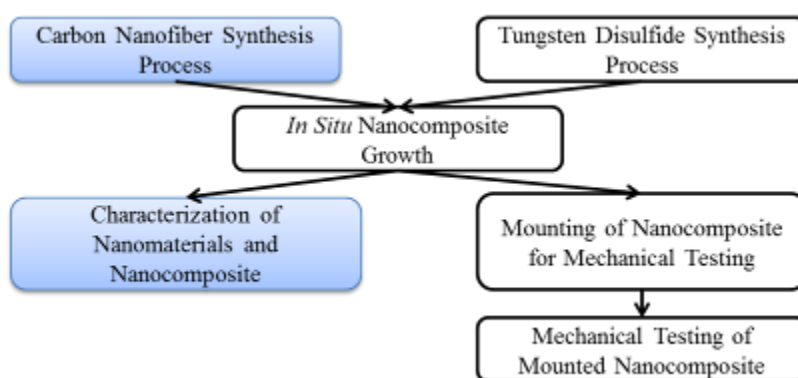 Carbon Nanofiber Synthesis
Process
Tungsten Disulfide Synthesis
Process
In Situ Nanocomposite
Growth
Characterization of
Nanomaterials and
Nanocomposite
Mounting of Nanocomposite
for Mechanical Testing
Mechanical Testing of
Mounted Nanocomposite